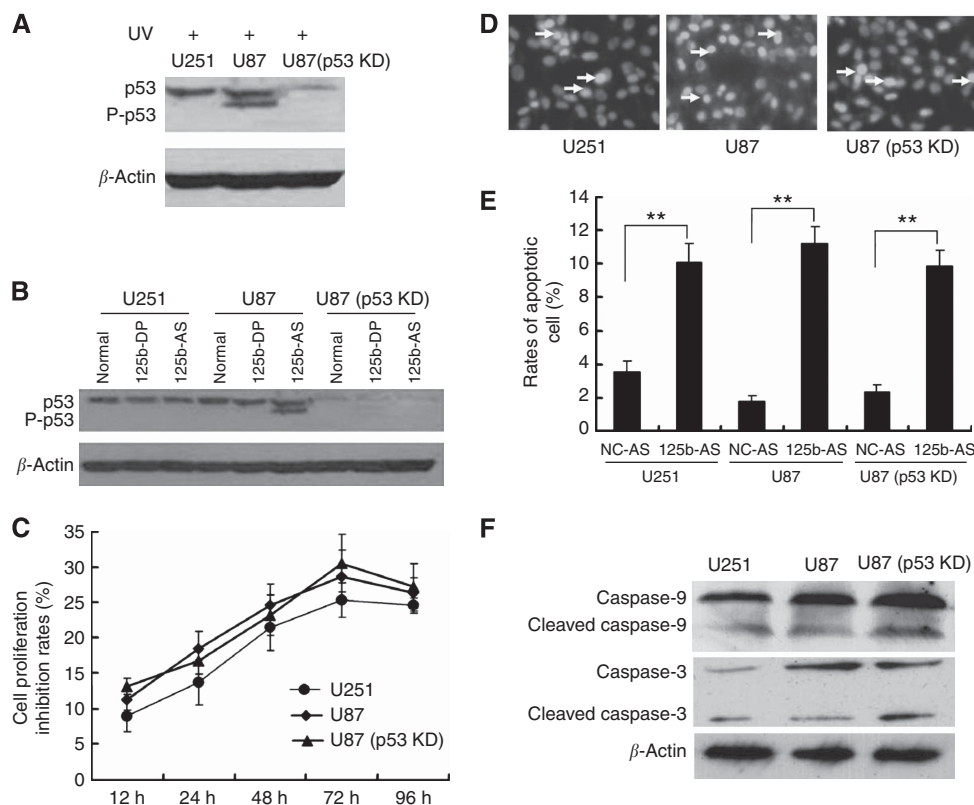 A
UV + + +
U251 U87 U87(p53 KD)
p53
P-p53
β-Actin
B
U251 U87 U87 (p53 KD)
Normal 125b-DP 125b-AS Normal 125b-DP 125b-AS Normal 125b-DP 125b-AS
p53
P-p53
β-Actin
C
Cell proliferation
inhibition rates (%)
35
30
25
20
15
10
5
0
U251
U87
U87 (p53 KD)
12 h 24 h 48 h 72 h 96 h
D
U251 U87 U87 (p53 KD)
E
Rates of apoptotic
cell (%)
14
12
10
8
6
4
2
0
** ** **
NC-AS 125b-AS NC-AS 125b-AS NC-AS 125b-AS
U251 U87 U87 (p53 KD)
F
U251 U87 U87 (p53 KD)
Caspase-9
Cleaved caspase-9
Caspase-3
Cleaved caspase-3
β-Actin